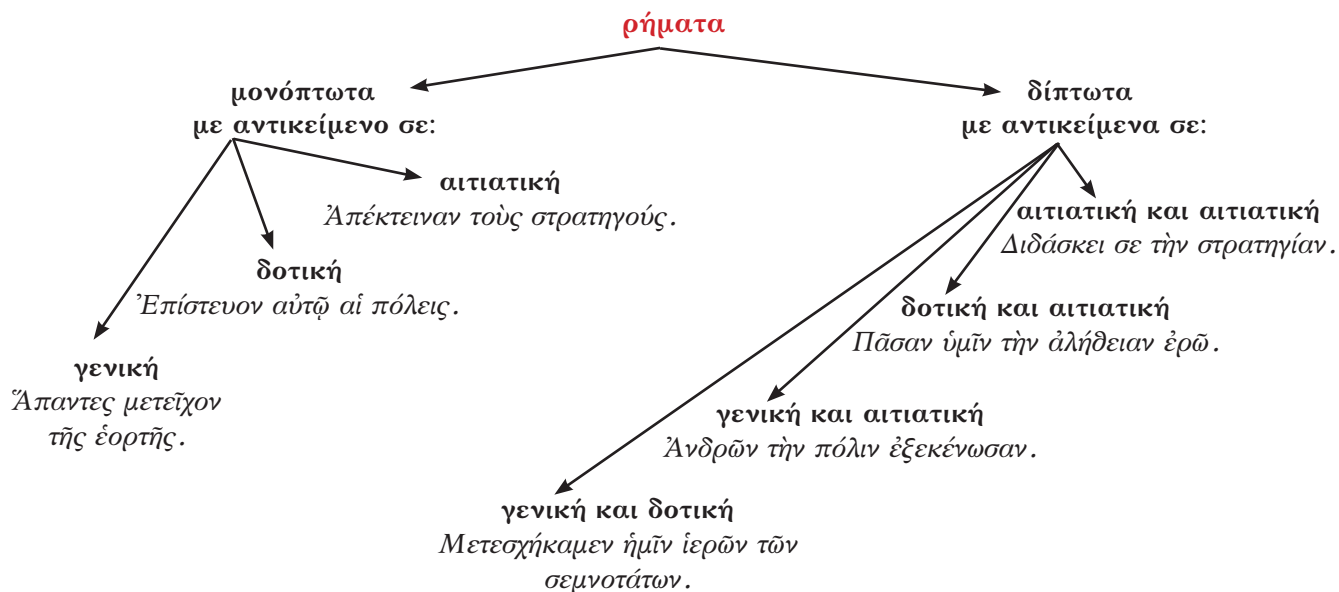 ρήματα
μονόπτωτα
με αντικείμενο σε:
αιτιατική
Ἀπέκτειναν τοὺς στρατηγούς.
δοτική
Ἐπίστευον αὐτῷ αἱ πόλεις.
γενική
Ἅπαντες μετεῖχον
τῆς ἑορτῆς.
δίπτωτα
με αντικείμενα σε:
αιτιατική και αιτιατική
Διδάσκει σε τὴν στρατηγίαν.
δοτική και αιτιατική
Πᾶσαν ὑμῖν τὴν ἀλήθειαν ἐρῶ.
γενική και αιτιατική
Ἀνδρῶν τὴν πόλιν ἐξεκένωσαν.
γενική και δοτική
Μετεσχήκαμεν ἡμῖν ἱερῶν τῶν
σεμνοτάτων.